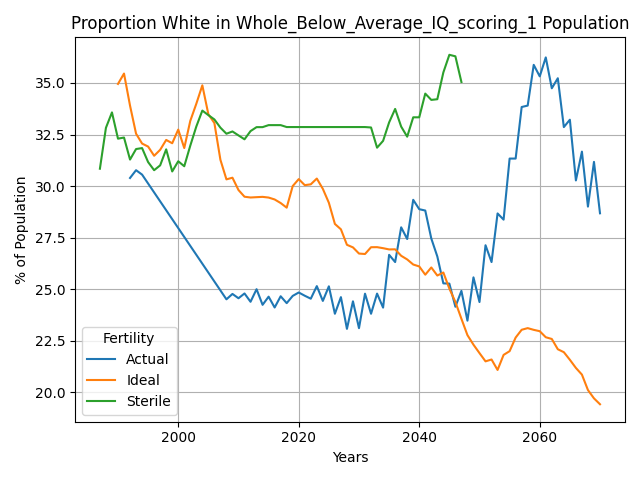 Proportion White in Whole_Below_Average_IQ_scoring_1 Population
% of Population
35.0
32.5
30.0
27.5
25.0
22.5
20.0
Fertility
Actual
Ideal
Sterile
2000 2020 2040 2060
Years